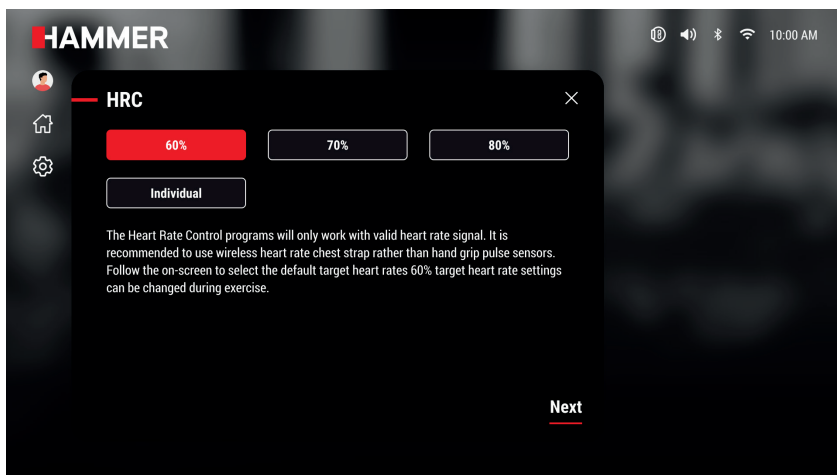 HAMMER
10:00 AM
HRC
60%
70%
80%
Individual
The Heart Rate Control programs will only work with valid heart rate signal. It is
recommended to use wireless heart rate chest strap rather than hand grip pulse sensors.
Follow the on-screen to select the default target heart rates 60% target heart rate settings
can be changed during exercise.
Next